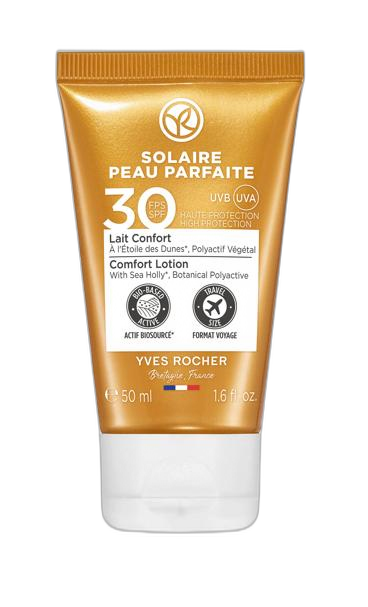 SOLAIRE
PEAU PARFAITE
30 FPS SPF
UVB UVA
HAUTE PROTECTION
HIGH PROTECTION
Lait Confort
À l'Étoile des Dunes*, Polyactif Végétal
Comfort Lotion
With Sea Holly*, Botanical Polyactive
BIO-BASED ACTIVE
TRAVEL SIZE
ACTIF BIOSOURCÉ*
FORMAT VOYAGE
YVES ROCHER
Bretagne, France
e 50 ml 1.6 fl. oz.